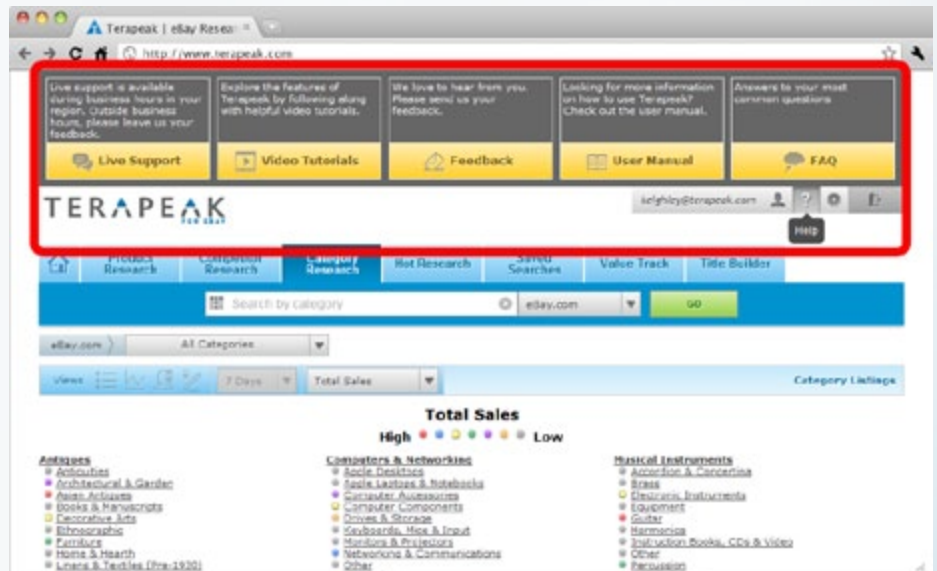 Terapeak | eBay Resear
http://www.terapeak.com
Live support is available
during business hours in your
region. Outside business
hours, please leave us your
feedback.
Live Support
Explore the features of
Terapeek by following along
with helpful video tutorials.
Video Tutorials
We love to hear from you.
Please send us your
feedback.
Feedback
Looking for more information
on how to use Terapeek?
Check out the user manual.
User Manual
Answers to your most
common questions
FAQ
TERAPEAK
FOR EBAY
keighley@terapeak.com
Help
Product
Research
Competitor
Research
Category
Research
Hot Research
Saved
Searches
Value Track
Title Builder
Search by category
eBay.com
GO
eBay.com
All Categories
Views
7 Days
Total Sales
Category Listings
Total Sales
High
Low
Antiques
Antiquities
Architectural & Garden
Asian Antiques
Books & Manuscripts
Decorative Arts
Ethnographic
Furniture
Home & Hearth
Linens & Textiles (Pre-1930)
Computers & Networking
Apple Desktops
Apple Laptops & Notebooks
Computer Accessories
Computer Components
Drives & Storage
Keyboards, Mice & Input
Monitors & Projectors
Networking & Communications
Other
Musical Instruments
Accordion & Concertina
Brass
Electronic Instruments
Equipment
Guitar
Harmonica
Instruction Books, CDs & Video
Other
Percussion